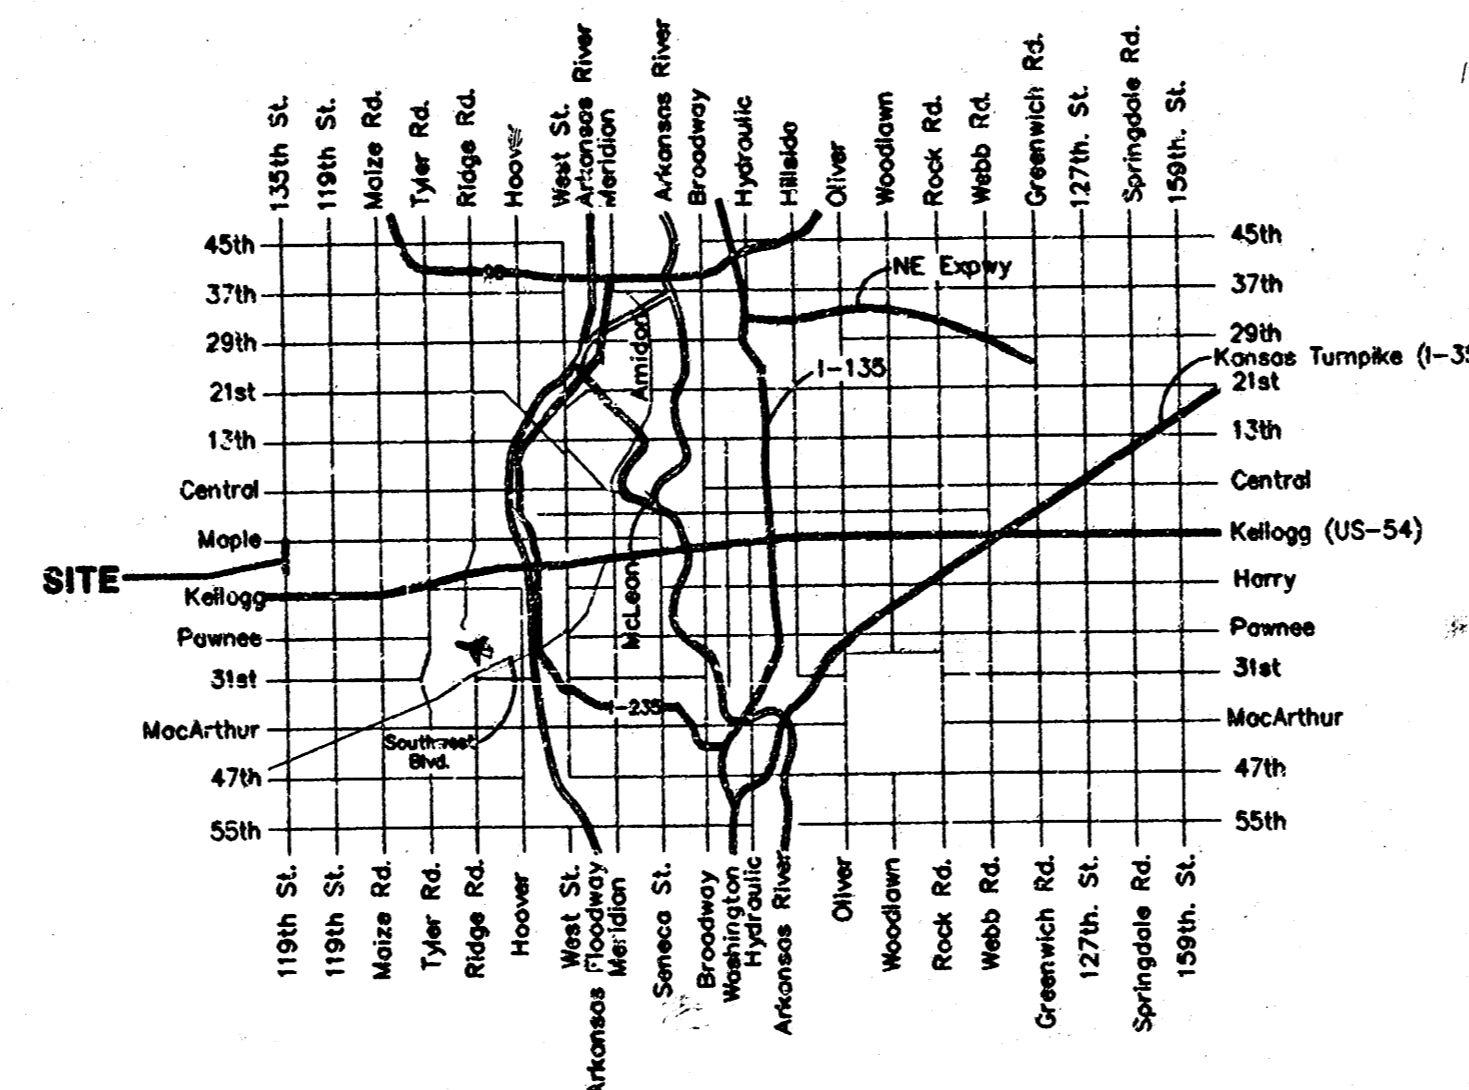 135th St.
119th St.
Maize Rd.
Tyler Rd.
Ridge Rd.
Hoover
West St.
Arkansas River
Meridian
Arkansas River
Broadway
Hydraulic
Hillside
Oliver
Woodlawn
Rock Rd.
Webb Rd.
Greenwich Rd.
127th. St.
Springdale Rd.
159th. St.
45th
45th
NE Expwy
37th
37th
29th
29th
Amidon
Kansas Turnpike (I-35
I-135
21st
21st
13th
13th
Central
Central
Maple
Kellogg (US-54)
SITE
Kellogg
Harry
McLean
Pawnee
Pawnee
31st
31st
I-235
MacArthur
MacArthur
Southwest
Blvd.
47th
47th
55th
55th
119th St.
119th St.
Maize Rd.
Tyler Rd.
Ridge Rd.
Hoover
West St.
Arkansas Floodway
Meridian
Seneca St.
Broadway
Washington
Hydraulic
Arkansas River
Oliver
Woodlawn
Rock Rd.
Webb Rd.
Greenwich Rd.
127th. St.
Springdale Rd.
159th. St.